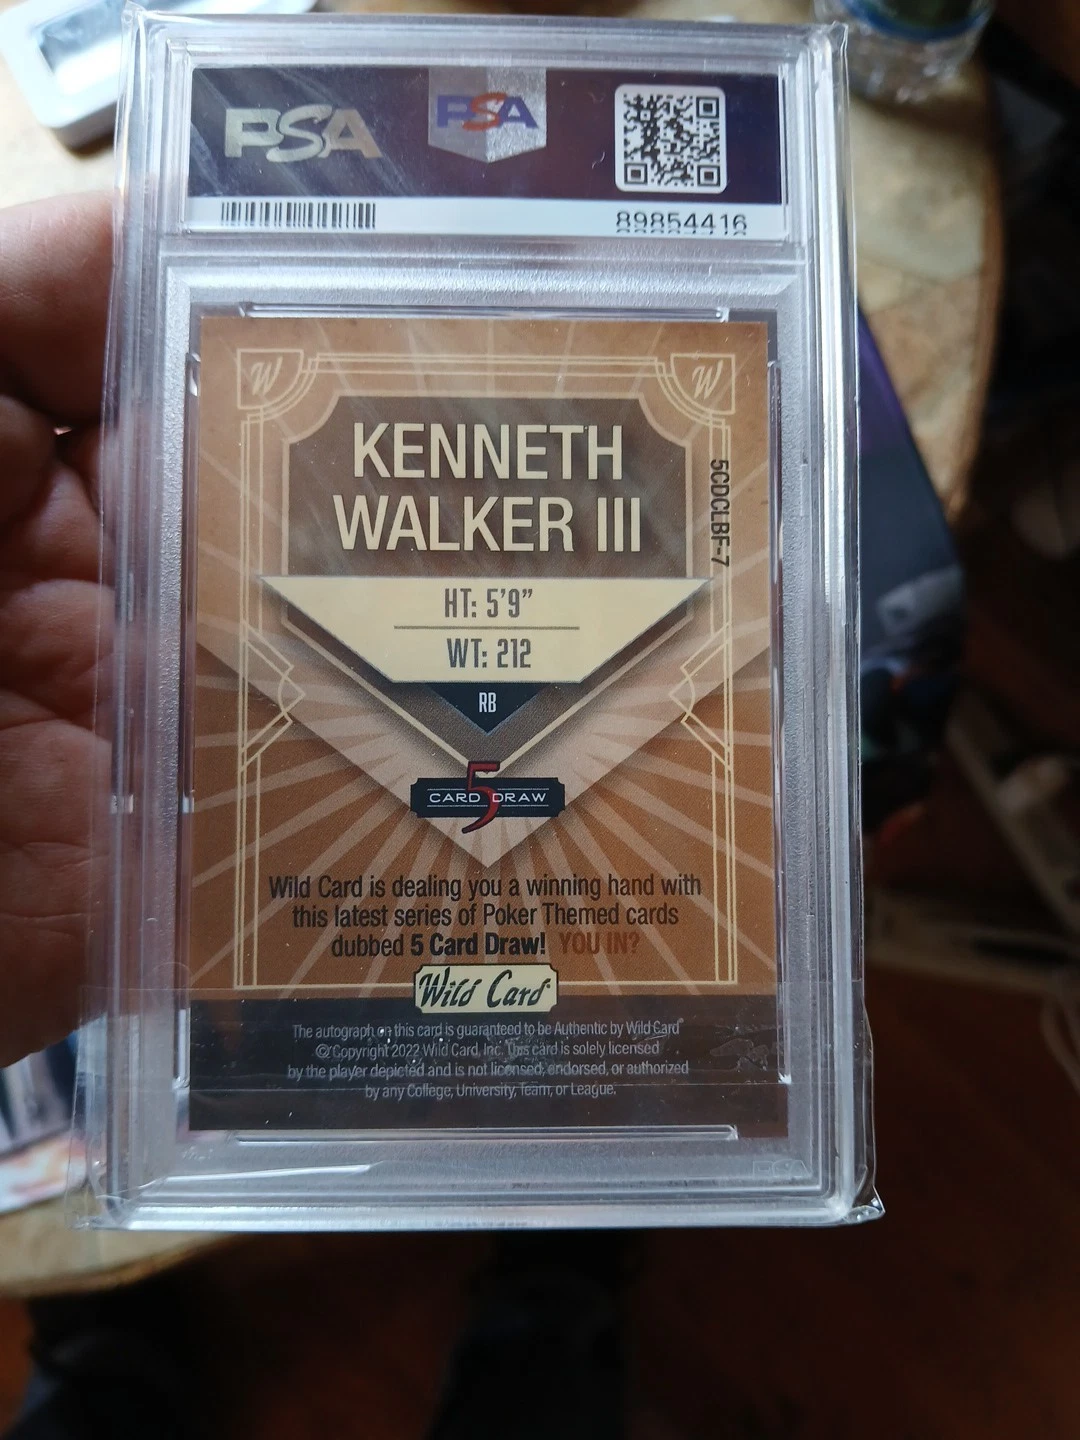 PSA
PSA
89854416
W
W
KENNETH
WALKER III
5CDCLBF-7
HT: 5'9"
WT: 212
RB
5
CARD DRAW
Wild Card is dealing you a winning hand with
this latest series of Poker Themed cards
dubbed 5 Card Draw! YOU IN?
Wild Card
The autograph on this card is guaranteed to be Authentic by Wild Card®
©Copyright 2022 Wild Card, Inc. This card is solely licensed
by the player depicted and is not licensed, endorsed, or authorized
by any College, University, Team, or League.
PSA